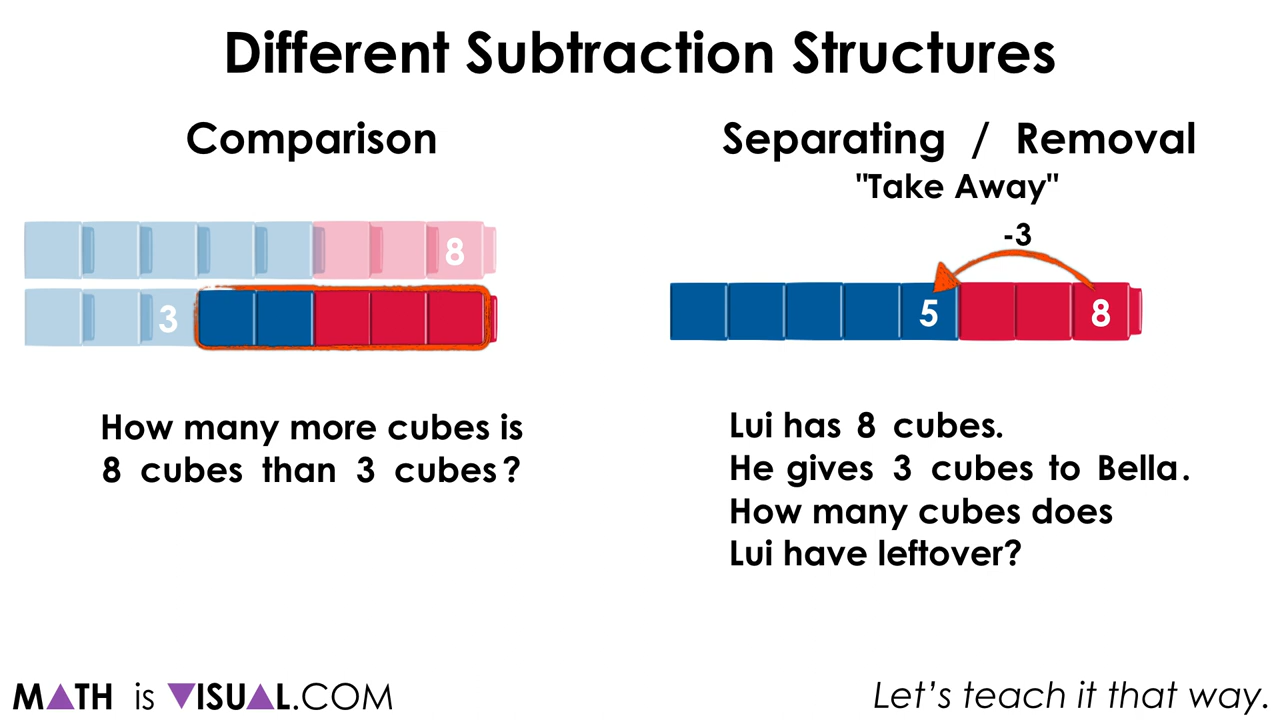 Different Subtraction Structures
Comparison
8
3
How many more cubes is
8 cubes than 3 cubes?
Separating / Removal
"Take Away"
-3
5 8
Lui has 8 cubes.
He gives 3 cubes to Bella.
How many cubes does
Lui have leftover?
MATH is VISUAL.COM
Let's teach it that way.